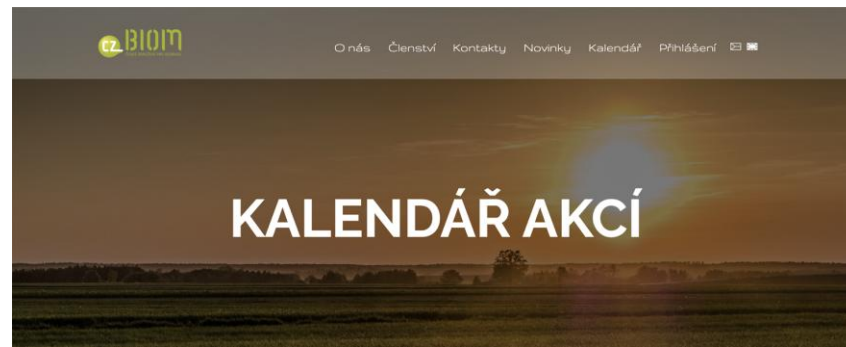 CZ BIOM
O nás Členství Kontakty Novinky Kalendář Přihlášení
KALENDÁŘ AKCÍ